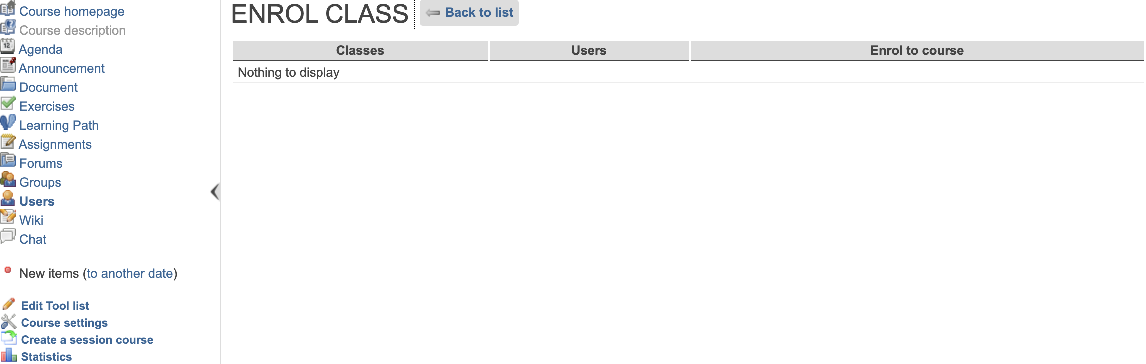 Course homepage
Course description
Agenda
Announcement
Document
Exercises
Learning Path
Assignments
Forums
Groups
Users
Wiki
Chat
New items (to another date)
Edit Tool list
Course settings
Create a session course
Statistics
ENROL CLASS Back to list
Classes Users Enrol to course
Nothing to display